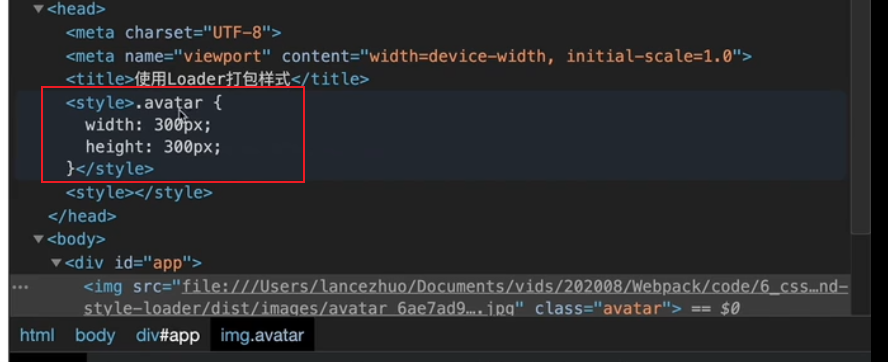 ▼<head>
<meta charset="UTF-8">
<meta name="viewport" content="width=device-width, initial-scale=1.0">
<title>使用Loader打包样式</title>
<style>.avatar {
width: 300px;
height: 300px;
}</style>
<style></style>
</head>
▼<body>
▼<div id="app">
… <img src="file:///Users/lancezhuo/Documents/vids/202008/Webpack/code/6_css…nd-
style-loader/dist/images/avatar_6ae7ad9….jpg" class="avatar"> == $0
html body div#app img.avatar